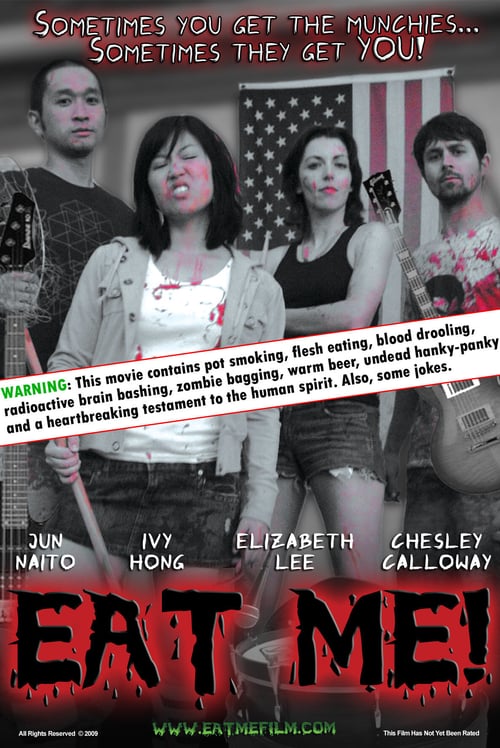 SOMETIMES YOU GET THE MUNCHIES...
SOMETIMES THEY GET YOU!
WARNING: This movie contains pot smoking, flesh eating, blood drooling,
radioactive brain bashing, zombie bagging, warm beer, undead hanky-panky
and a heartbreaking testament to the human spirit. Also, some jokes.
JUN NAITO
IVY HONG
ELIZABETH LEE
CHESLEY CALLOWAY
EAT ME!
All Rights Reserved © 2009
WWW.EATMEFILM.COM
This Film Has Not Yet Been Rated